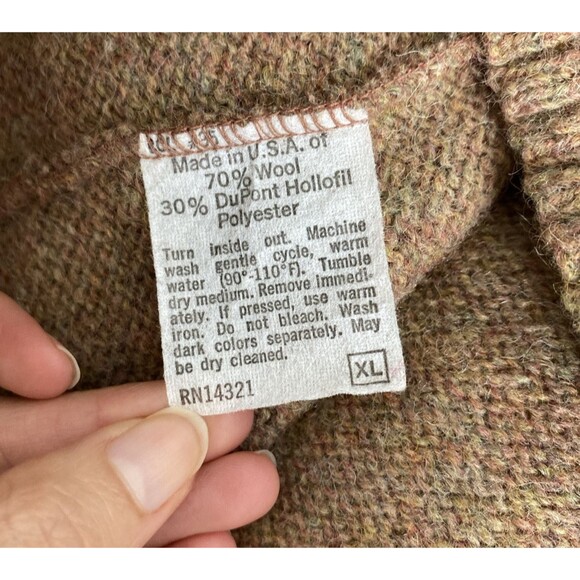 Made in U.S.A. of
70% Wool
30% DuPont Hollofil
Polyester
Turn inside out. Machine
wash gentle cycle, warm
water (90°-110°F). Tumble
dry medium. Remove immedi-
ately. If pressed, use warm
iron. Do not bleach. Wash
dark colors separately. May
be dry cleaned.
RN14321
XL